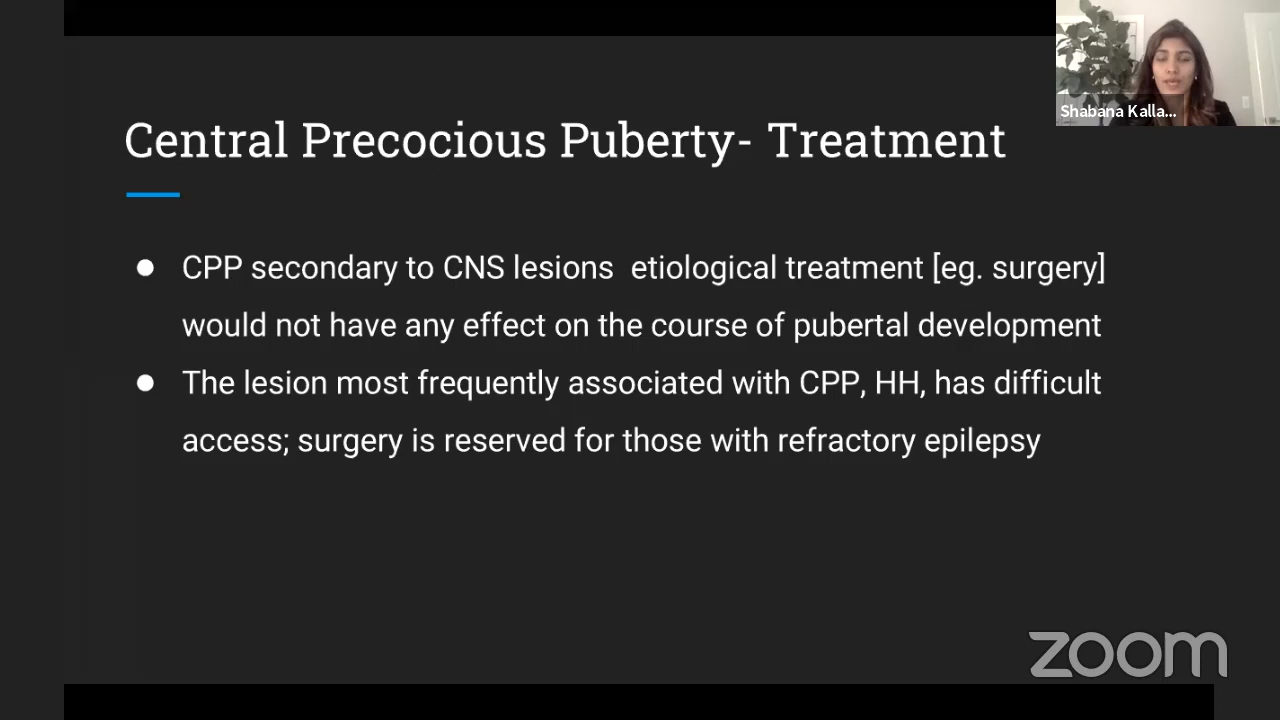 Shabana Kalla...
Central Precocious Puberty- Treatment
● CPP secondary to CNS lesions  etiological treatment [eg. surgery]
would not have any effect on the course of pubertal development
● The lesion most frequently associated with CPP, HH, has difficult
access; surgery is reserved for those with refractory epilepsy
zoom